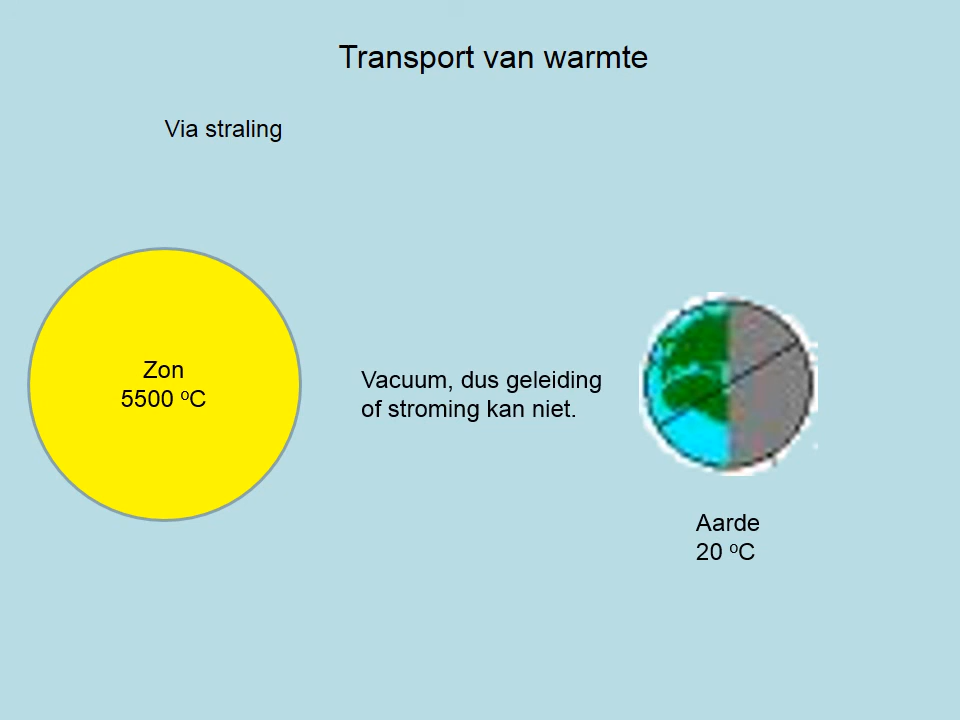 Transport van warmte
Via straling
Zon
5500 ºC
Vacuum, dus geleiding
of stroming kan niet.
Aarde
20 ºC